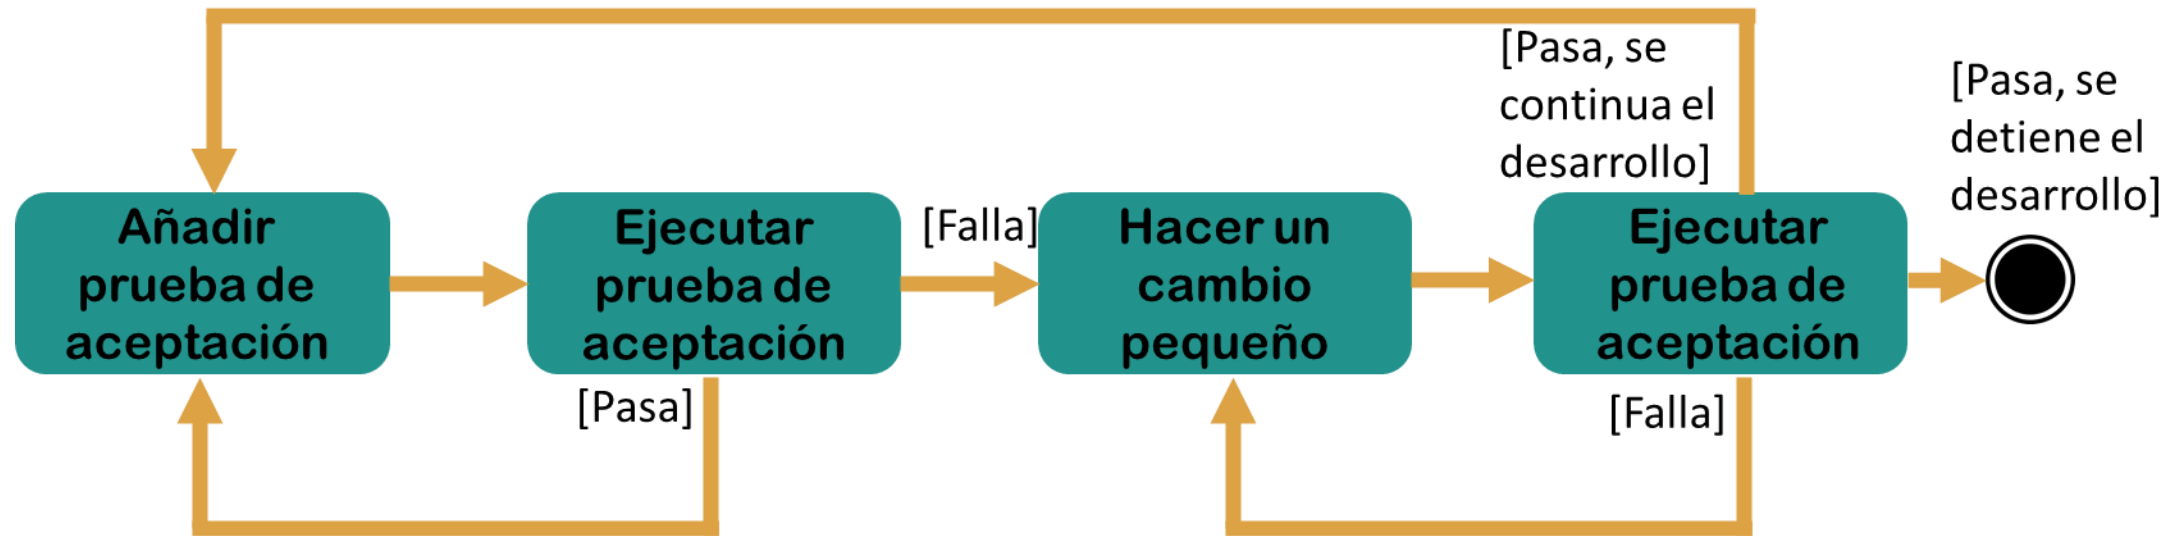 Añadir
prueba de
aceptación
Ejecutar
prueba de
aceptación
[Pasa]
[Falla]
Hacer un
cambio
pequeño
[Pasa, se
continua el
desarrollo]
Ejecutar
prueba de
aceptación
[Falla]
[Pasa, se
detiene el
desarrollo]